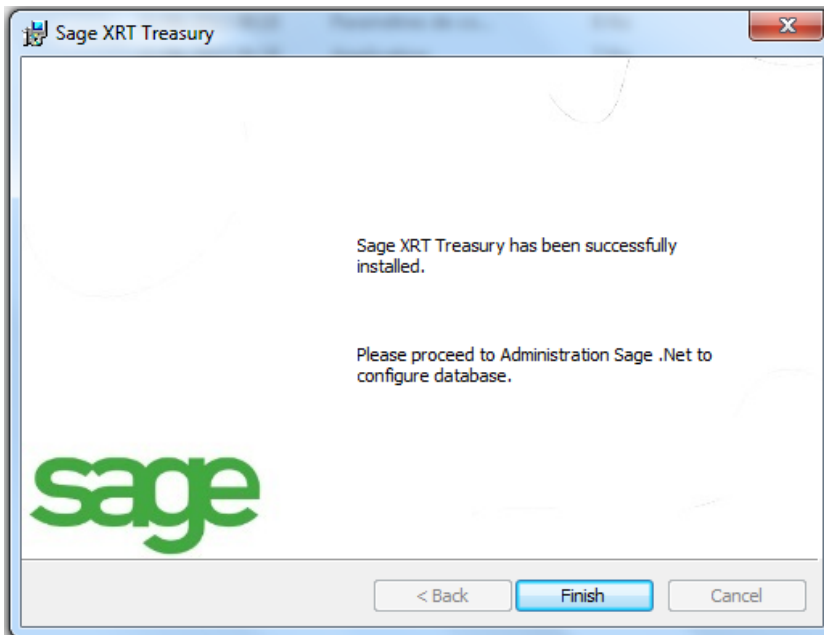 Sage XRT Treasury
Sage XRT Treasury has been successfully
installed.
Please proceed to Administration Sage .Net to
configure database.
sage
< Back
Finish
Cancel